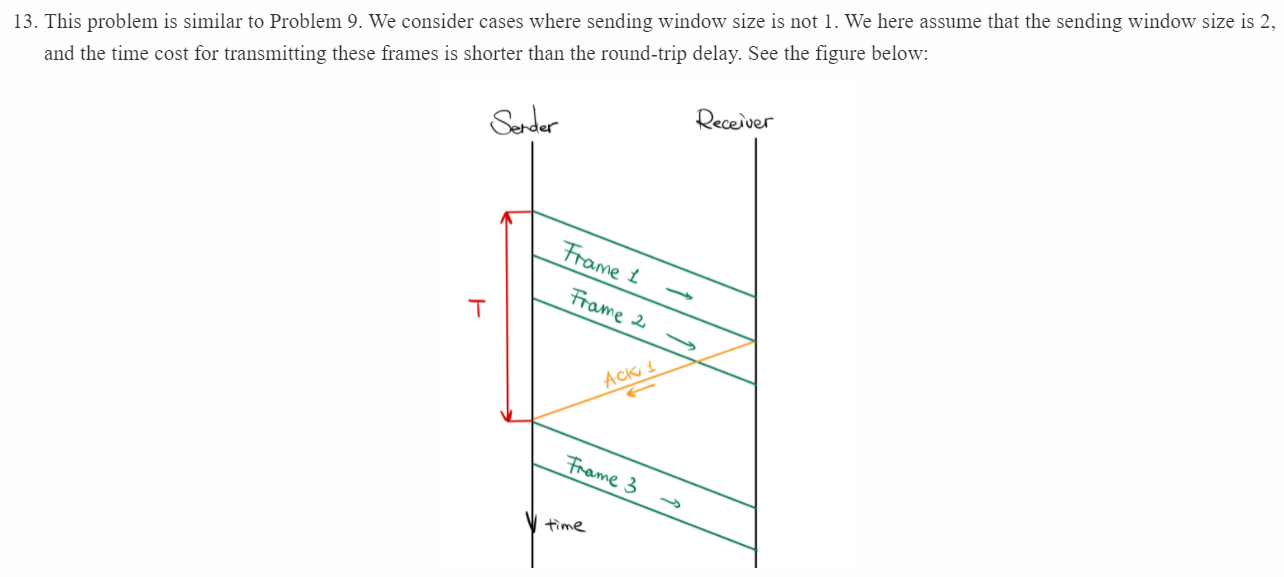 13. This problem is similar to Problem 9. We consider cases where sending window size is not 1. We here assume that the sending window size is 2,
and the time cost for transmitting these frames is shorter than the round-trip delay. See the figure below:
Sender
Receiver
Frame 1
T
Frame 2
ACK 1
Frame 3
time